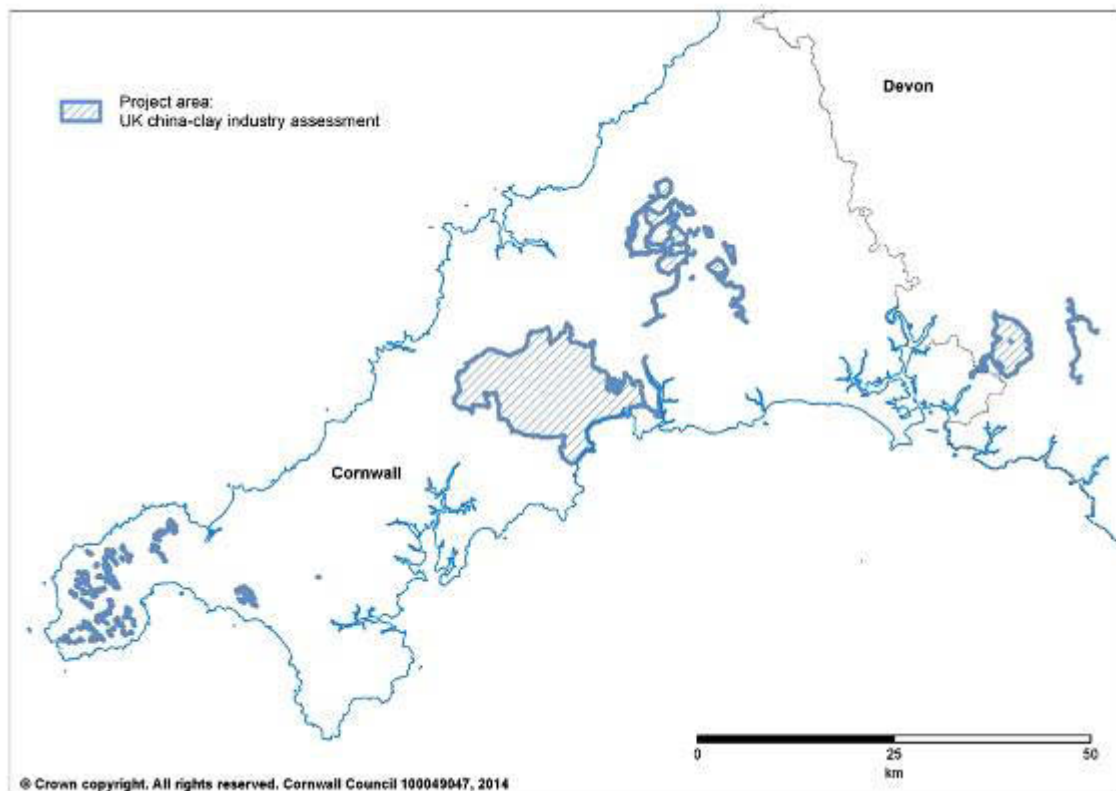 Devon
Project area:
UK china-clay industry assessment
Cornwall
0 25 50
km
© Crown copyright. All rights reserved. Cornwall Council 100049047, 2014